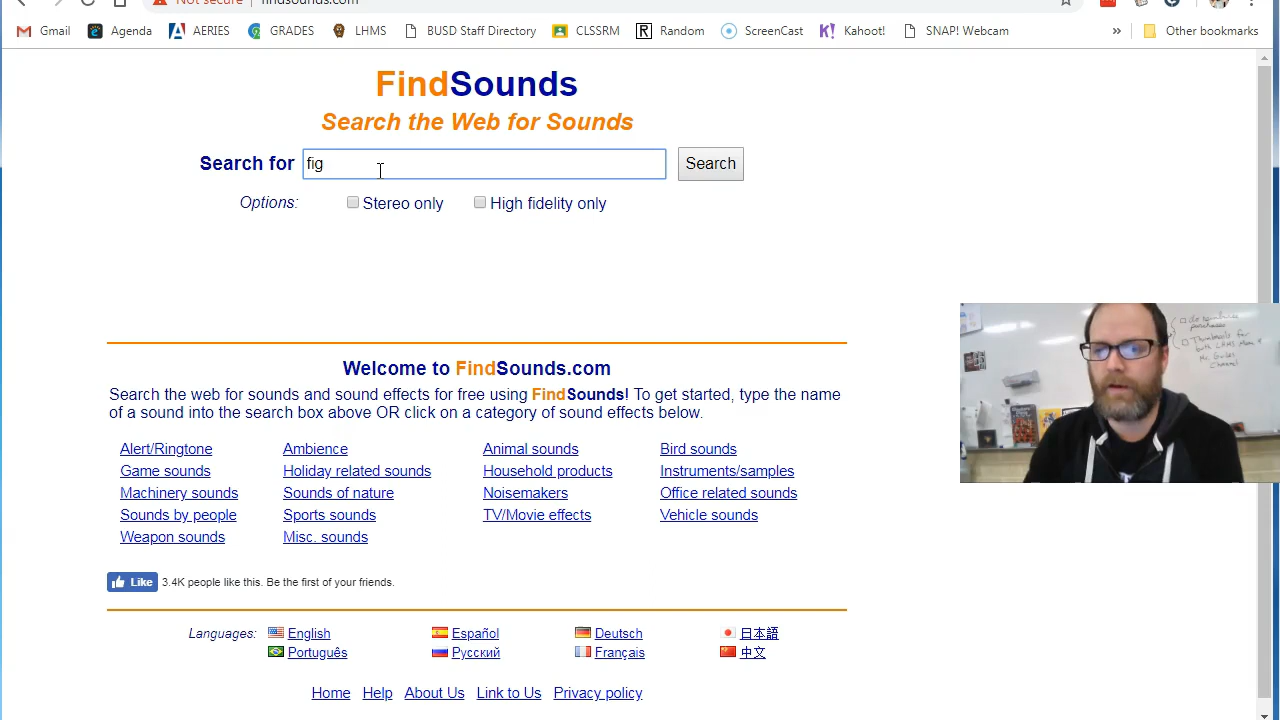 Not secure findsounds.com
Gmail Agenda AERIES GRADES LHMS BUSD Staff Directory CLSSRM Random ScreenCast Kahoot! SNAP! Webcam » Other bookmarks
FindSounds
Search the Web for Sounds
Search for fig Search
Options: Stereo only High fidelity only
Welcome to FindSounds.com
Search the web for sounds and sound effects for free using FindSounds! To get started, type the name
of a sound into the search box above OR click on a category of sound effects below.
Alert/Ringtone Ambience Animal sounds Bird sounds
Game sounds Holiday related sounds Household products Instruments/samples
Machinery sounds Sounds of nature Noisemakers Office related sounds
Sounds by people Sports sounds TV/Movie effects Vehicle sounds
Weapon sounds Misc. sounds
Like 3.4K people like this. Be the first of your friends.
Languages: English Español Deutsch 日本語
Português Русский Français 中文
Home Help About Us Link to Us Privacy policy
purchases
Thumbnails for
both LHMS
Channel